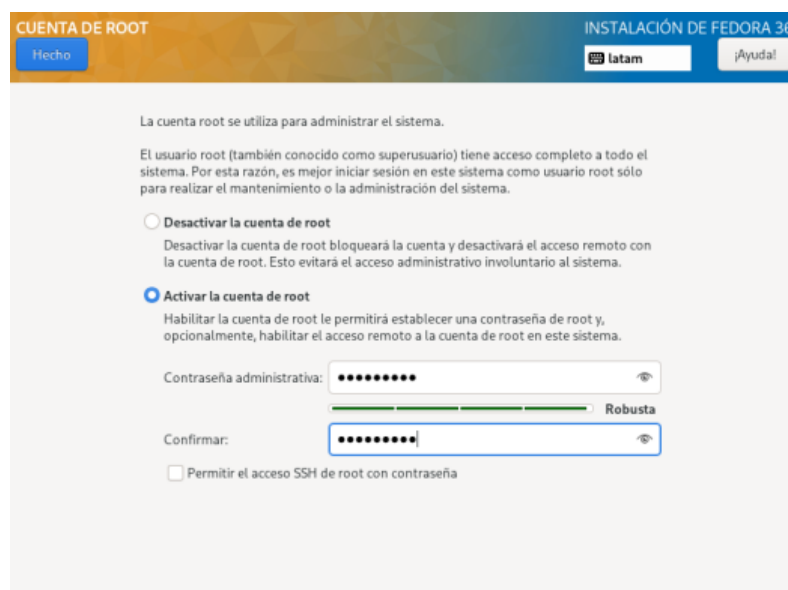 CUENTA DE ROOT
INSTALACIÓN DE FEDORA 36
Hecho
latam
¡Ayuda!
La cuenta root se utiliza para administrar el sistema.
El usuario root (también conocido como superusuario) tiene acceso completo a todo el
sistema. Por esta razón, es mejor iniciar sesión en este sistema como usuario root sólo
para realizar el mantenimiento o la administración del sistema.
Desactivar la cuenta de root
Desactivar la cuenta de root bloqueará la cuenta y desactivará el acceso remoto con
la cuenta de root. Esto evitará el acceso administrativo involuntario al sistema.
Activar la cuenta de root
Habilitar la cuenta de root le permitirá establecer una contraseña de root y,
opcionalmente, habilitar el acceso remoto a la cuenta de root en este sistema.
Contraseña administrativa: ●●●●●●●●●
Robusta
Confirmar: ●●●●●●●●●
Permitir el acceso SSH de root con contraseña